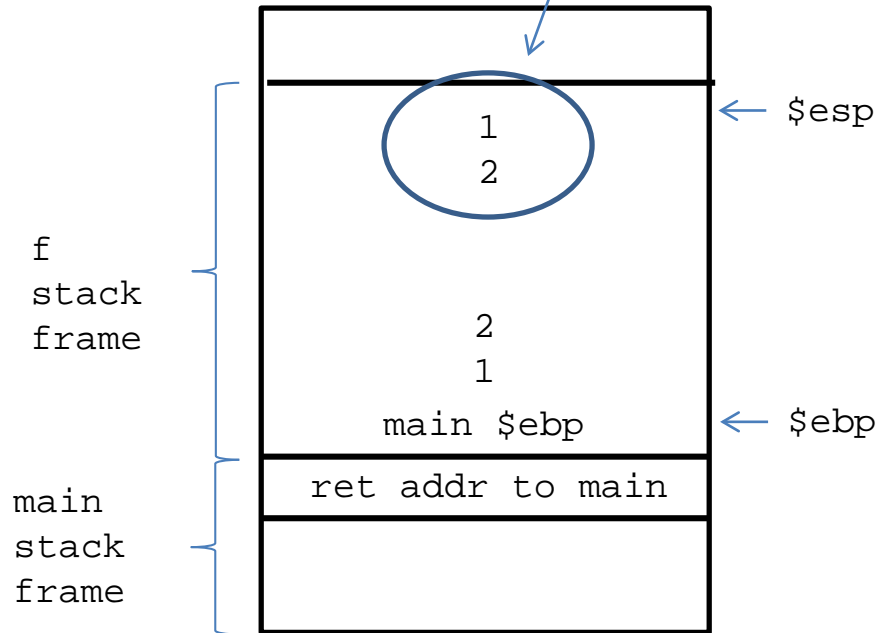 $esp
1
2
f
stack
frame
2
1
main $ebp
$ebp
ret addr to main
main
stack
frame